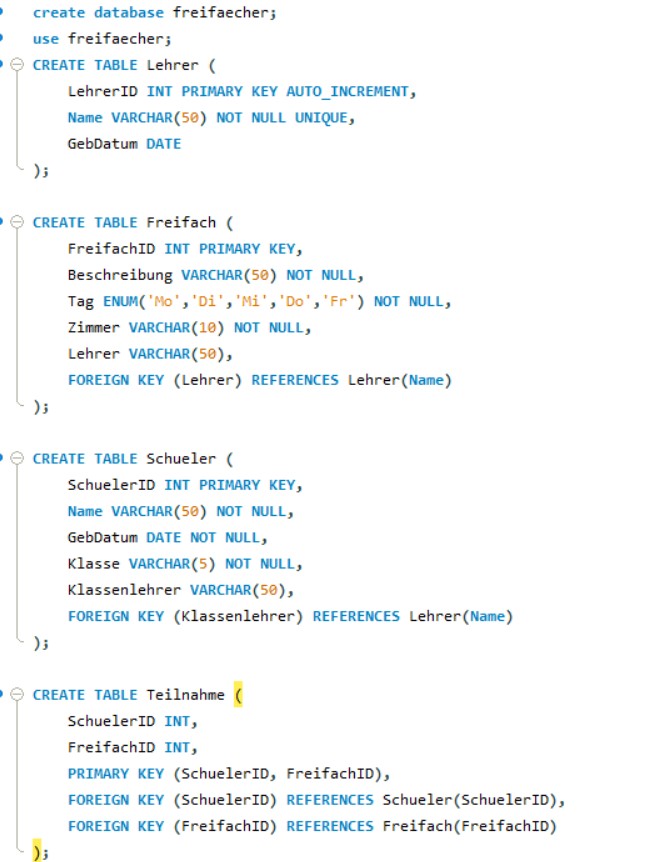 create database freifaecher;
use freifaecher;
CREATE TABLE Lehrer (
LehrerID INT PRIMARY KEY AUTO_INCREMENT,
Name VARCHAR(50) NOT NULL UNIQUE,
GebDatum DATE
);
CREATE TABLE Freifach (
FreifachID INT PRIMARY KEY,
Beschreibung VARCHAR(50) NOT NULL,
Tag ENUM('Mo','Di','Mi','Do','Fr') NOT NULL,
Zimmer VARCHAR(10) NOT NULL,
Lehrer VARCHAR(50),
FOREIGN KEY (Lehrer) REFERENCES Lehrer(Name)
);
CREATE TABLE Schueler (
SchuelerID INT PRIMARY KEY,
Name VARCHAR(50) NOT NULL,
GebDatum DATE NOT NULL,
Klasse VARCHAR(5) NOT NULL,
Klassenlehrer VARCHAR(50),
FOREIGN KEY (Klassenlehrer) REFERENCES Lehrer(Name)
);
CREATE TABLE Teilnahme (
SchuelerID INT,
FreifachID INT,
PRIMARY KEY (SchuelerID, FreifachID),
FOREIGN KEY (SchuelerID) REFERENCES Schueler(SchuelerID),
FOREIGN KEY (FreifachID) REFERENCES Freifach(FreifachID)
);